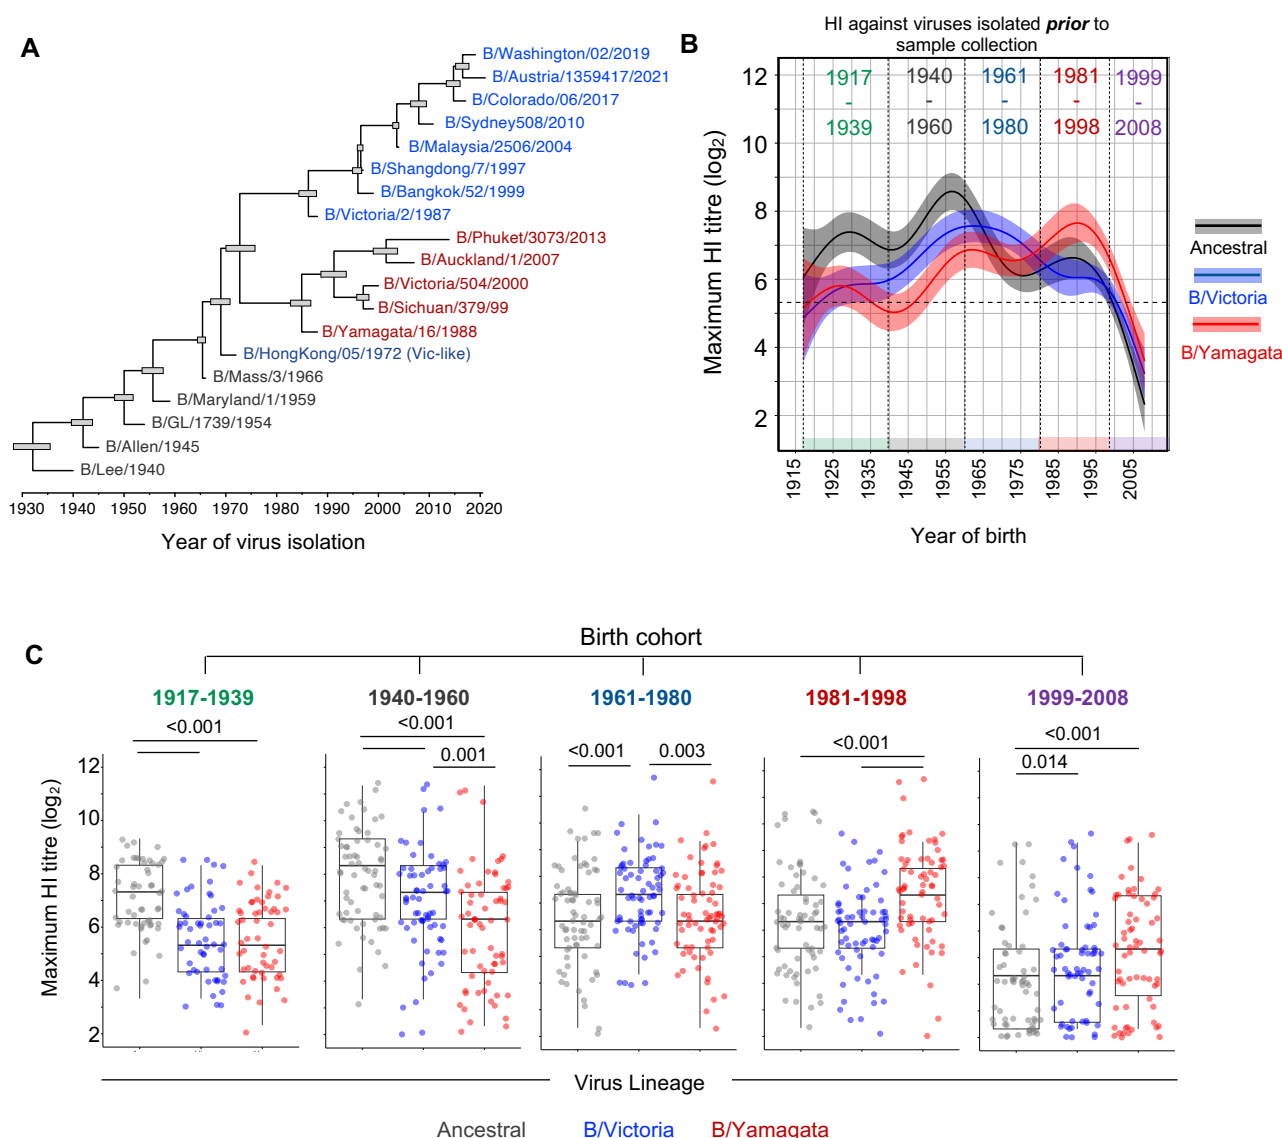 A
B/Washington/02/2019
B/Austria/1359417/2021
B/Colorado/06/2017
B/Sydney508/2010
B/Malaysia/2506/2004
B/Shangdong/7/1997
B/Bangkok/52/1999
B/Victoria/2/1987
B/Phuket/3073/2013
B/Auckland/1/2007
B/Victoria/504/2000
B/Sichuan/379/99
B/Yamagata/16/1988
B/HongKong/05/1972 (Vic-like)
B/Mass/3/1966
B/Maryland/1/1959
B/GL/1739/1954
B/Allen/1945
B/Lee/1940
1930 1940 1950 1960 1970 1980 1990 2000 2010 2020
Year of virus isolation
B
HI against viruses isolated prior to
sample collection
1917 1940 1961 1981 1999
- - - - -
1939 1960 1980 1998 2008
Maximum HI titre (log₂)
12
10
8
6
4
2
1915 1925 1935 1945 1955 1965 1975 1985 1995 2005
Year of birth
Ancestral
B/Victoria
B/Yamagata
C
Birth cohort
1917-1939 1940-1960 1961-1980 1981-1998 1999-2008
<0.001
<0.001
0.001
<0.001 0.003
<0.001
<0.001
0.014
Maximum HI titre (log₂)
12
10
8
6
4
2
Virus Lineage
Ancestral B/Victoria B/Yamagata